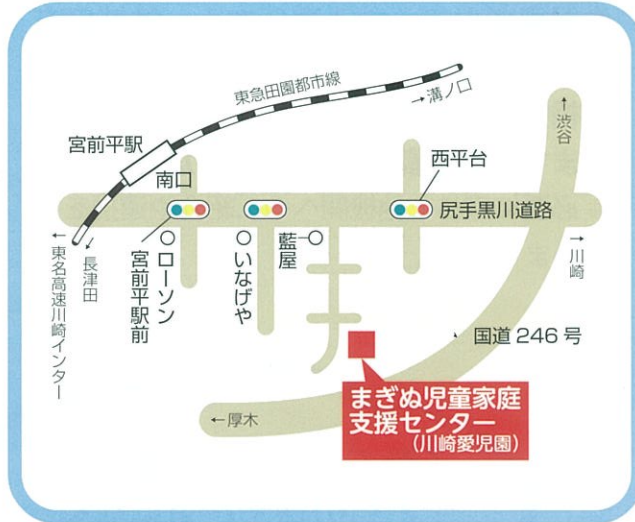 東急田園都市線
→溝ノ口
宮前平駅
南口
→渋谷
西平台
尻手黒川道路
→川崎
←東名高速川崎インター
←長津田
宮前平駅前
ローソン
いなげや
藍屋
国道246号
まぎぬ児童家庭
支援センター
(川崎愛児園)
←厚木